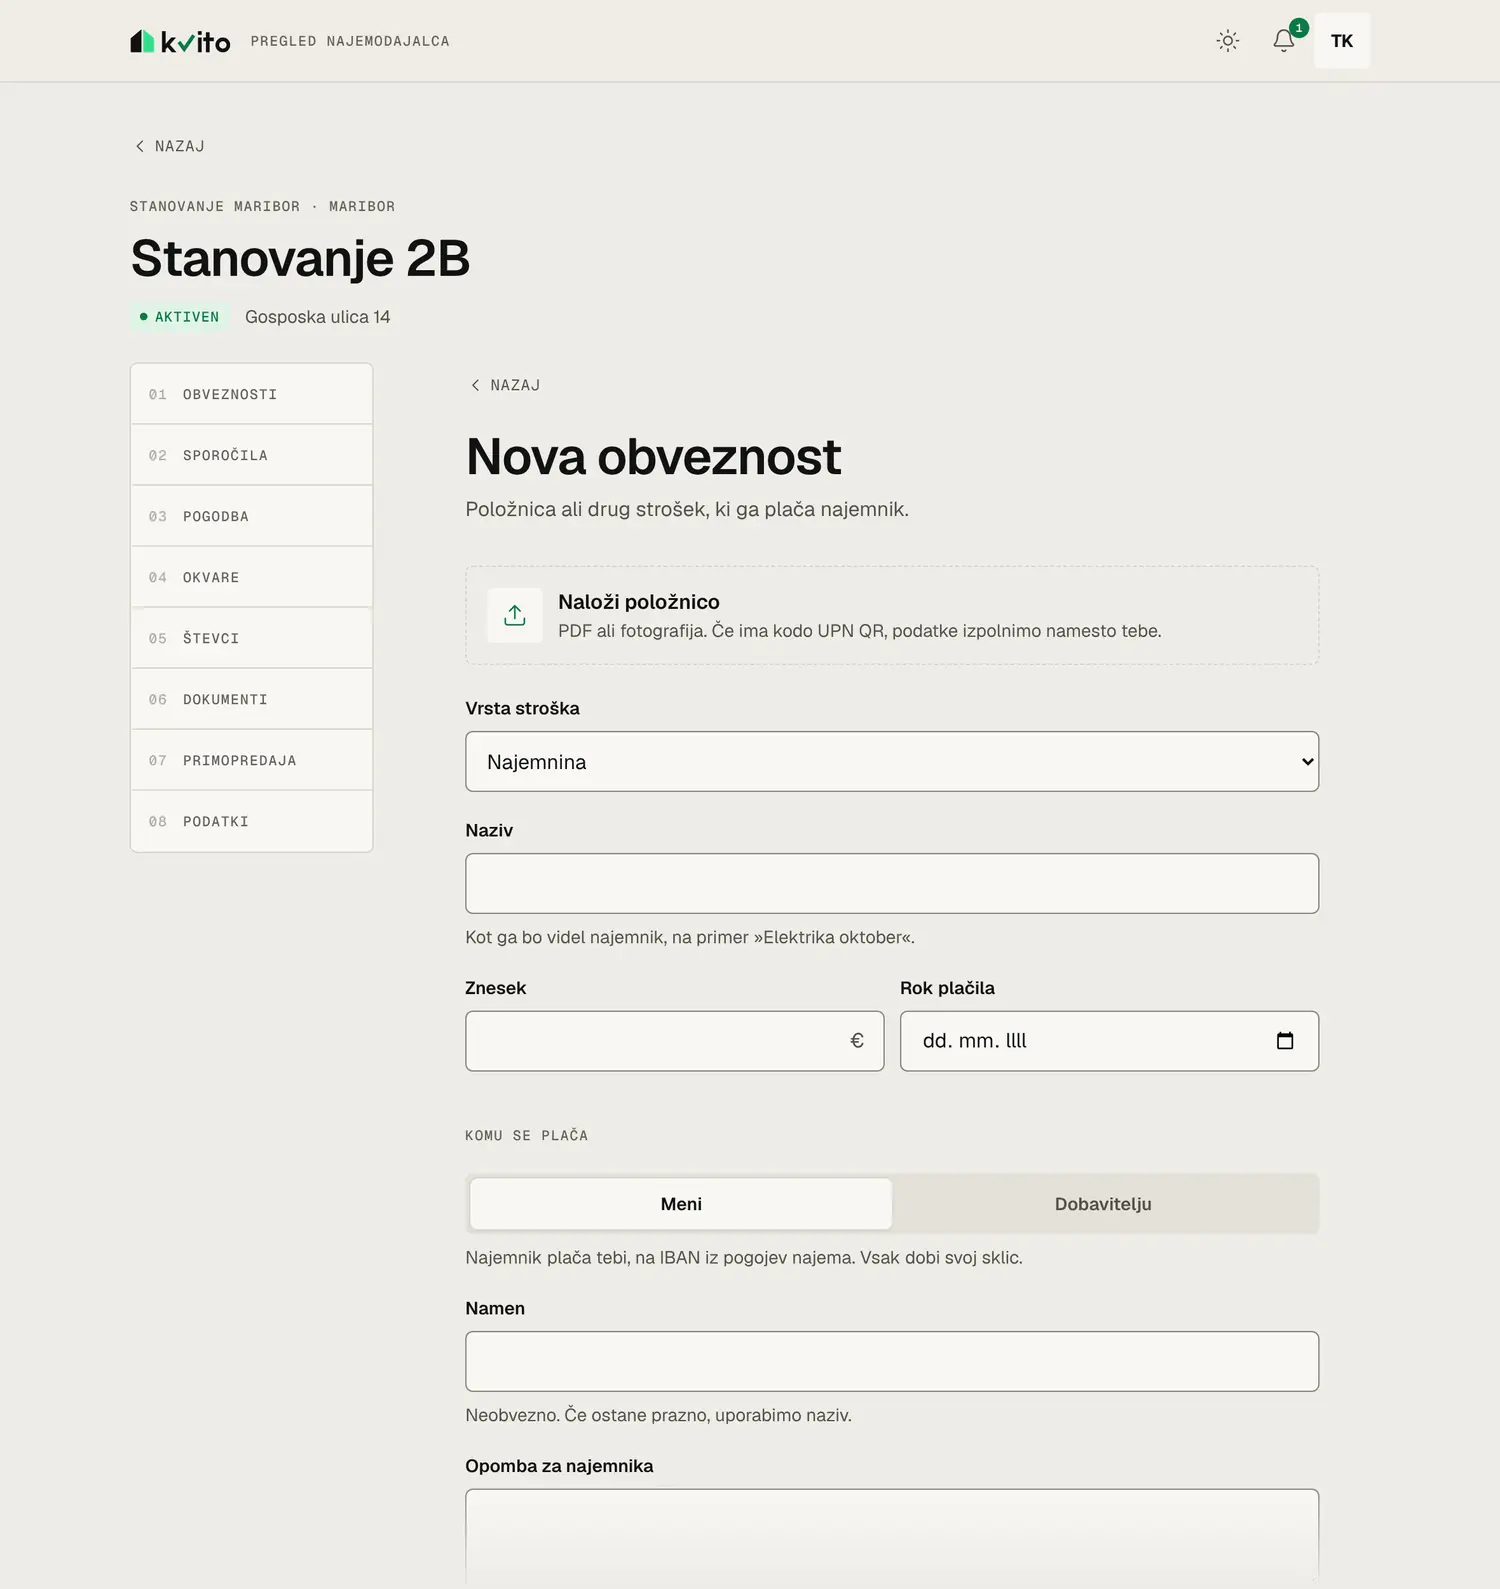 kvito PREGLED NAJEMODAJALCA
1
TK
NAZAJ
STANOVANJE MARIBOR · MARIBOR
Stanovanje 2B
AKTIVEN Gosposka ulica 14
01 OBVEZNOSTI
02 SPOROČILA
03 POGODBA
04 OKVARE
05 ŠTEVCI
06 DOKUMENTI
07 PRIMOPREDAJA
08 PODATKI
NAZAJ
Nova obveznost
Položnica ali drug strošek, ki ga plača najemnik.
Naloži položnico
PDF ali fotografija. Če ima kodo UPN QR, podatke izpolnimo namesto tebe.
Vrsta stroška
Najemnina
Naziv
Kot ga bo videl najemnik, na primer »Elektrika oktober«.
Znesek
€
Rok plačila
dd. mm. llll
KOMU SE PLAČA
Meni
Dobavitelju
Najemnik plača tebi, na IBAN iz pogojev najema. Vsak dobi svoj sklic.
Namen
Neobvezno. Če ostane prazno, uporabimo naziv.
Opomba za najemnika